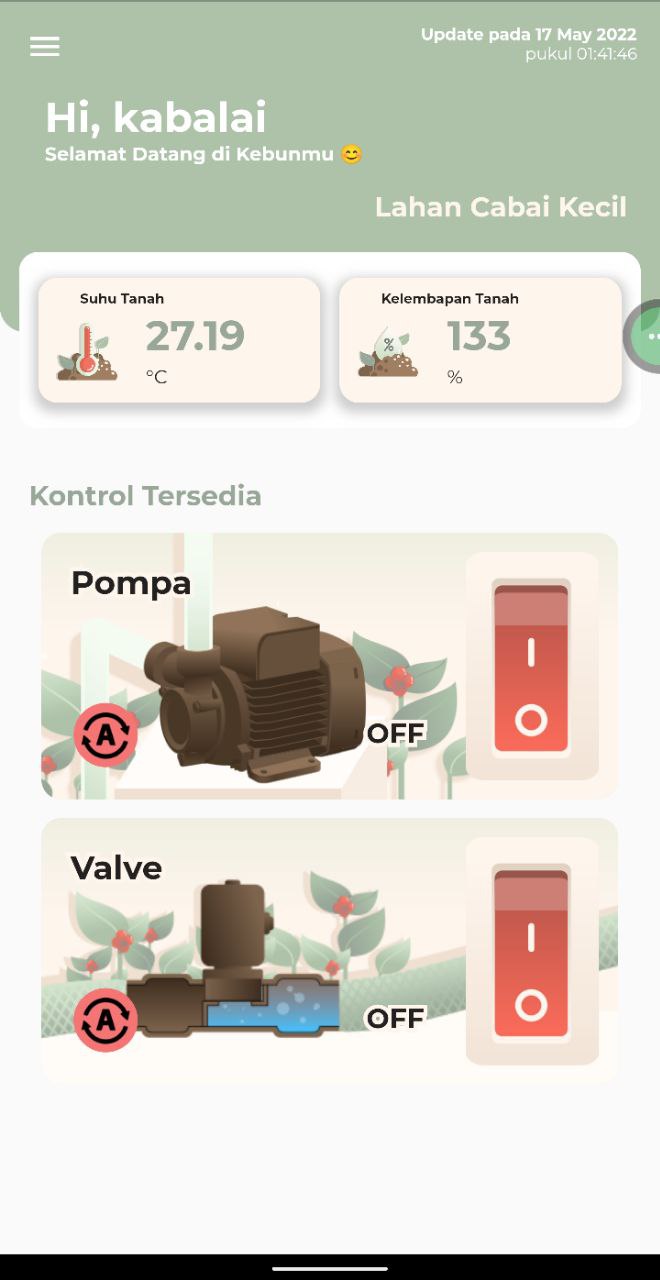 Update pada 17 May 2022
pukul 01:41:46
Hi, kabalai
Selamat Datang di Kebunmu 😊
Lahan Cabai Kecil
Suhu Tanah
27.19
°C
Kelembapan Tanah
%
133
%
Kontrol Tersedia
Pompa
A
OFF
Valve
A
OFF